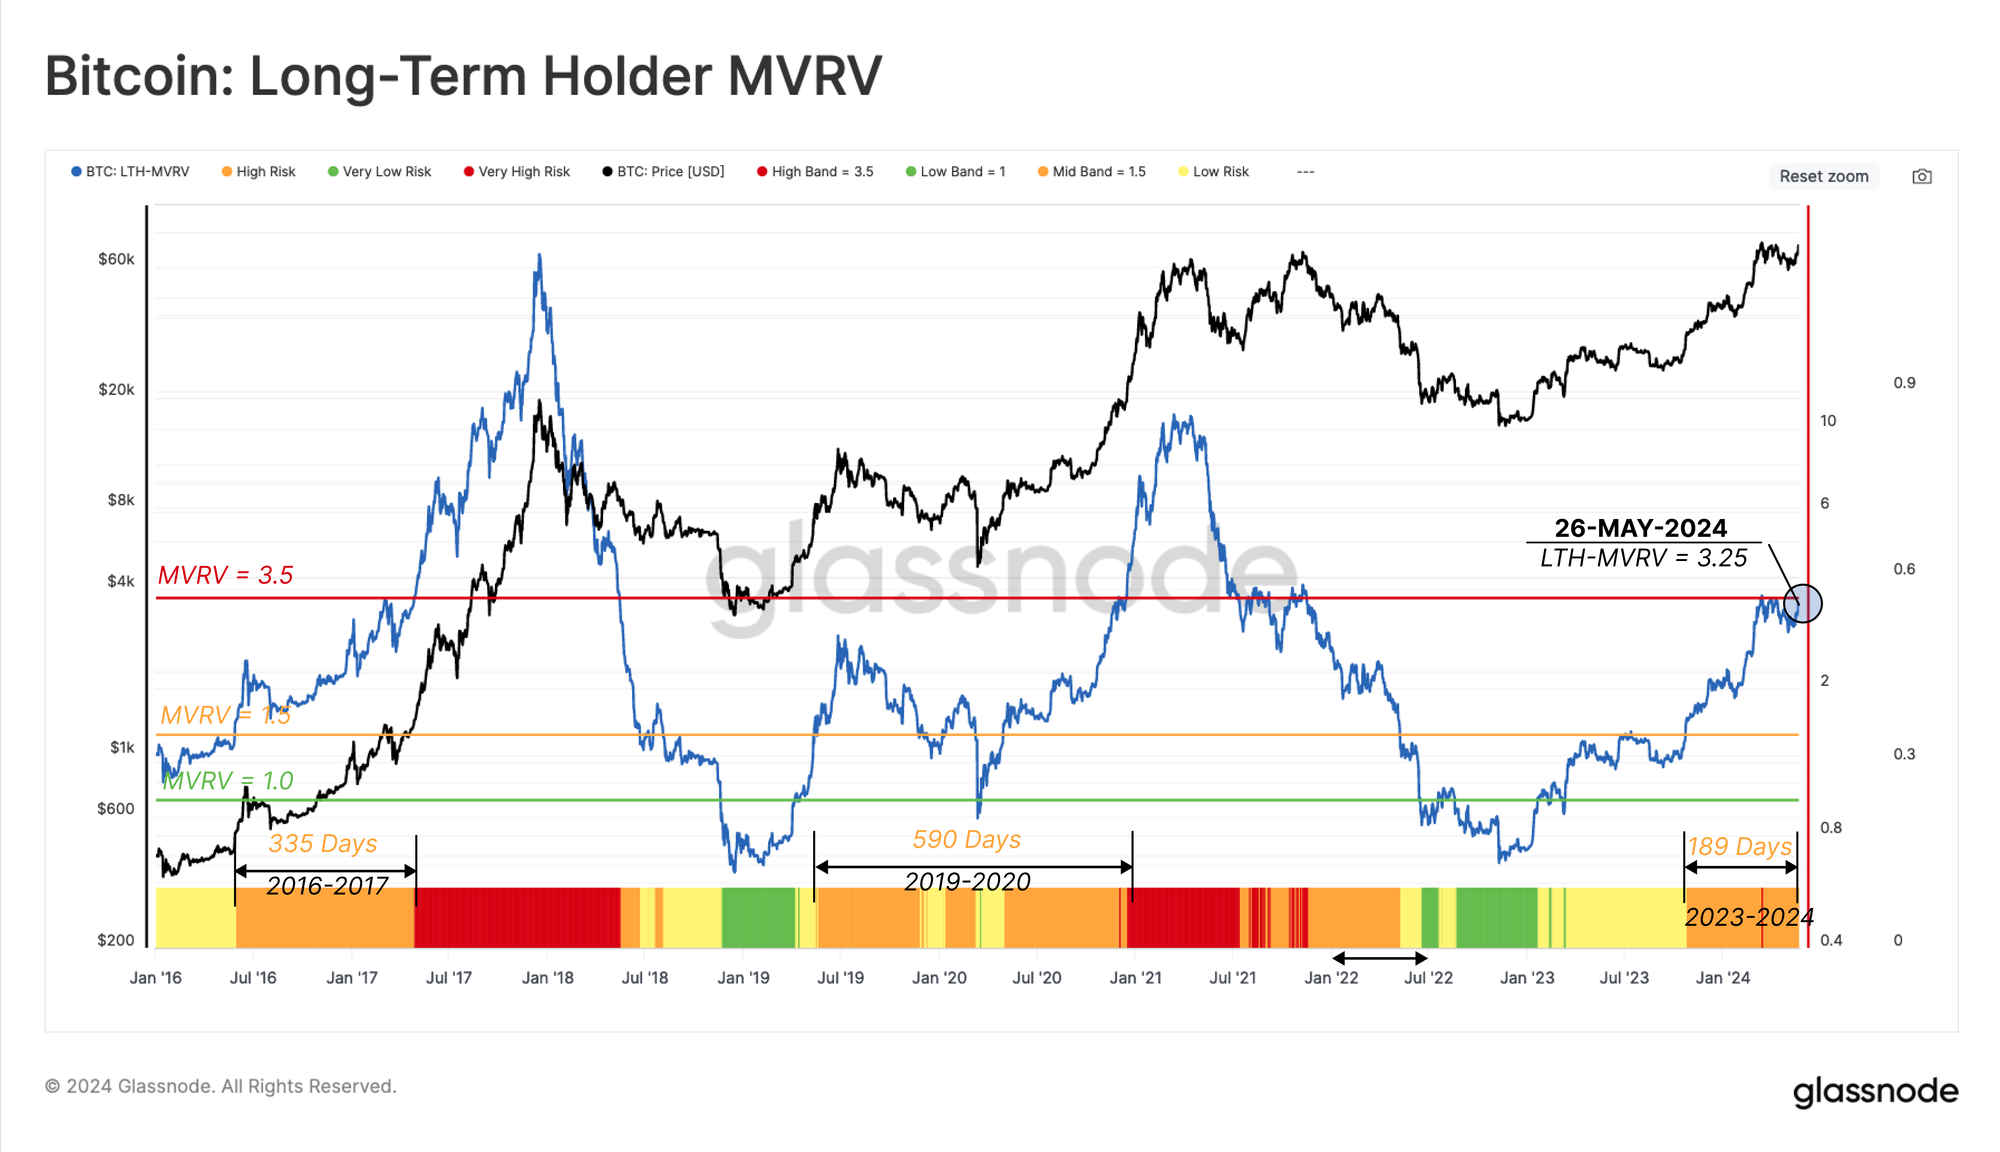 Bitcoin: Long-Term Holder MVRV
BTC: LTH-MVRV High Risk Very Low Risk Very High Risk BTC: Price [USD] High Band = 3.5 Low Band = 1 Mid Band = 1.5 Low Risk ---
Reset zoom
$60k
$20k
$8k
$4k
$1k
$600
$200
10
6
2
0.8
0.4
0.9
0.6
0.3
0
glassnode
26-MAY-2024
LTH-MVRV = 3.25
MVRV = 3.5
MVRV = 1.5
MVRV = 1.0
335 Days
2016-2017
590 Days
2019-2020
189 Days
2023-2024
Jan '16 Jul '16 Jan '17 Jul '17 Jan '18 Jul '18 Jan '19 Jul '19 Jan '20 Jul '20 Jan '21 Jul '21 Jan '22 Jul '22 Jan '23 Jul '23 Jan '24
© 2024 Glassnode. All Rights Reserved.
glassnode